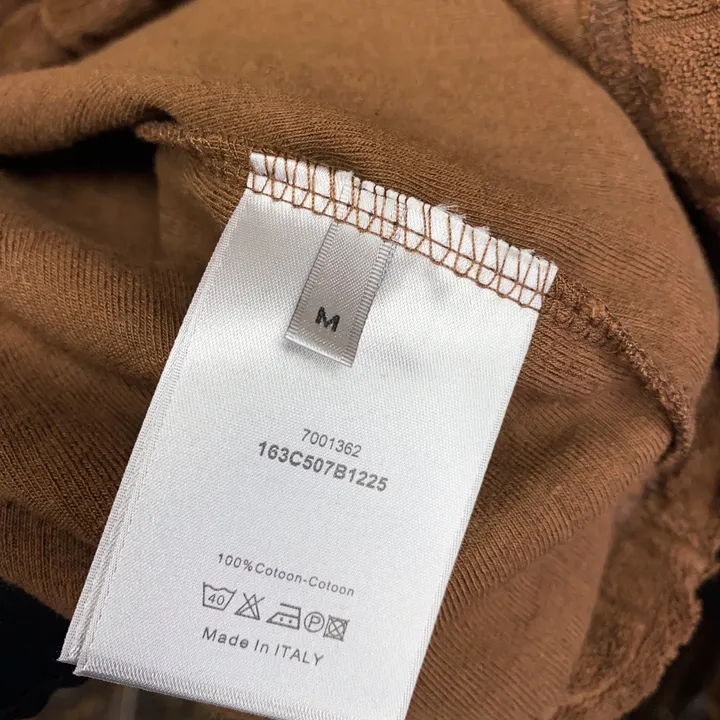 M
7001362
163C507B1225
100%Cotoon-Cotoon
40 P
Made In ITALY